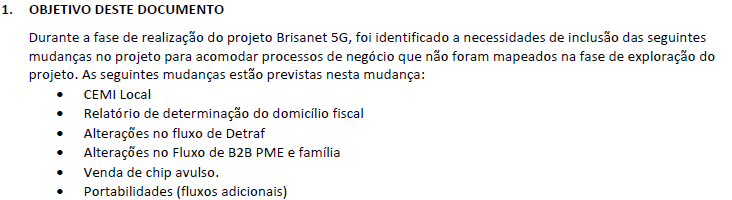 1. OBJETIVO DESTE DOCUMENTO
Durante a fase de realização do projeto Brisanet 5G, foi identificado a necessidades de inclusão das seguintes
mudanças no projeto para acomodar processos de negócio que não foram mapeados na fase de exploração do
projeto. As seguintes mudanças estão previstas nesta mudança:
• CEMI Local
• Relatório de determinação do domicílio fiscal
• Alterações no fluxo de Detraf
• Alterações no Fluxo de B2B PME e família
• Venda de chip avulso.
• Portabilidades (fluxos adicionais)